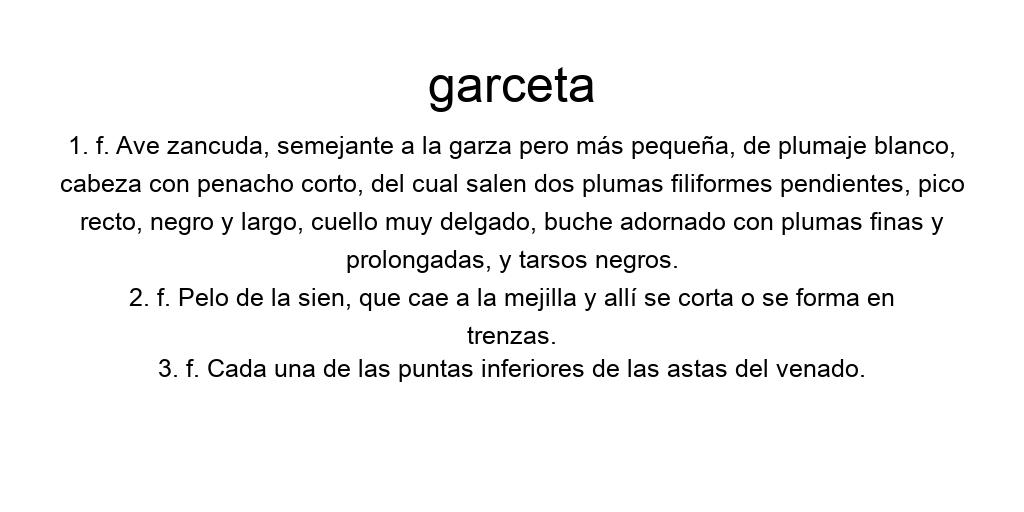 garceta
1. f. Ave zancuda, semejante a la garza pero más pequeña, de plumaje blanco,
cabeza con penacho corto, del cual salen dos plumas filiformes pendientes, pico
recto, negro y largo, cuello muy delgado, buche adornado con plumas finas y
prolongadas, y tarsos negros.
2. f. Pelo de la sien, que cae a la mejilla y allí se corta o se forma en
trenzas.
3. f. Cada una de las puntas inferiores de las astas del venado.